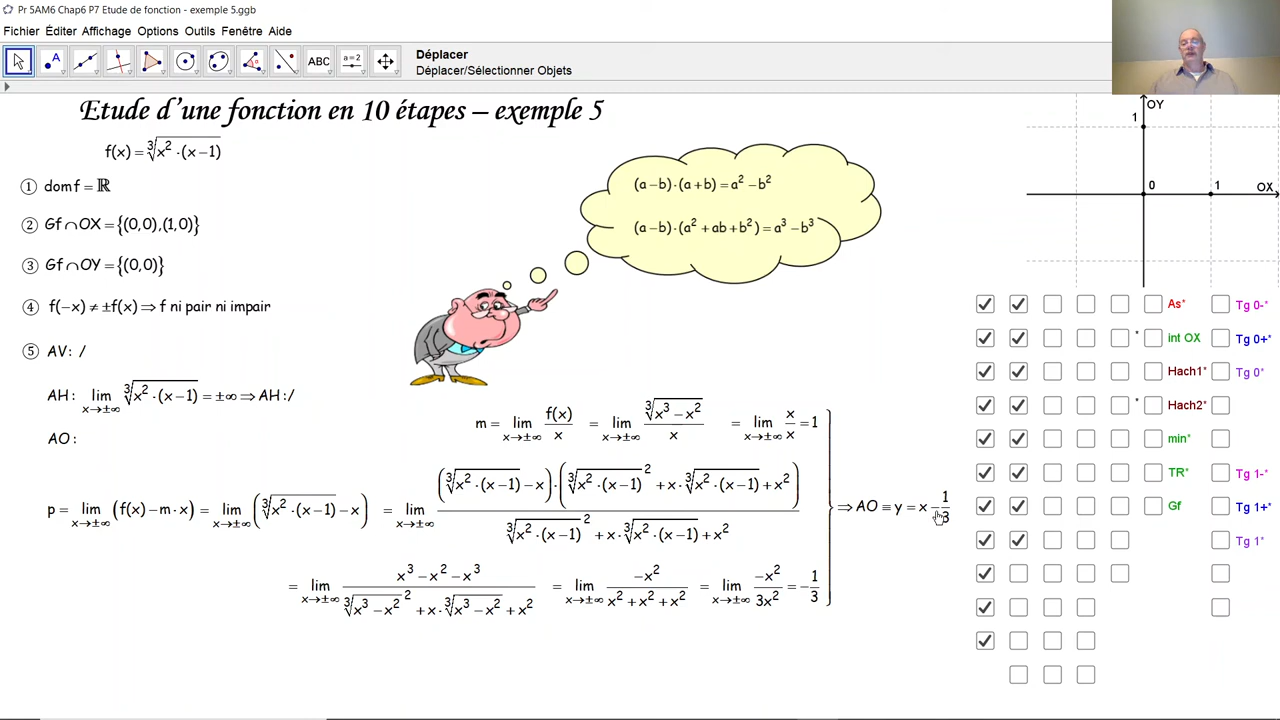 Pr 5AM6 Chap6 P7 Etude de fonction - exemple 5.ggb
Fichier Éditer Affichage Options Outils Fenêtre Aide
A ABC a=2 Déplacer
Déplacer/Sélectionner Objets
Etude d'une fonction en 10 étapes – exemple 5
f(x) = ∛(x² · (x – 1))
① dom f = ℝ
② Gf ∩ OX = {(0,0),(1,0)}
③ Gf ∩ OY = {(0,0)}
④ f(–x) ≠ ±f(x) ⇒ f ni pair ni impair
⑤ AV: /
AH: lim x→±∞ ∛(x² · (x – 1)) = ±∞ ⇒ AH: /
AO:
(a – b) · (a + b) = a² – b²
(a – b) · (a² + ab + b²) = a³ – b³
m = lim x→±∞ f(x)/x = lim x→±∞ ∛(x³ – x²)/x = lim x→±∞ x/x = 1
p = lim x→±∞ (f(x) – m · x) = lim x→±∞ (∛(x² · (x – 1)) – x) = lim x→±∞ (∛(x² · (x – 1)) – x) · (∛(x² · (x – 1))² + x · ∛(x² · (x – 1)) + x²) / (∛(x² · (x – 1))² + x · ∛(x² · (x – 1)) + x²)
= lim x→±∞ (x³ – x² – x³) / (∛(x³ – x²)² + x · ∛(x³ – x²) + x²) = lim x→±∞ –x² / (x² + x² + x²) = lim x→±∞ –x²/3x² = –1/3
⇒ AO ≡ y = x – 1/3
OY
1
0 1 OX
As* Tg 0-*
* int OX Tg 0+*
Hach1* Tg 0*
* Hach2*
min*
TR* Tg 1-*
Gf Tg 1+*
Tg 1*